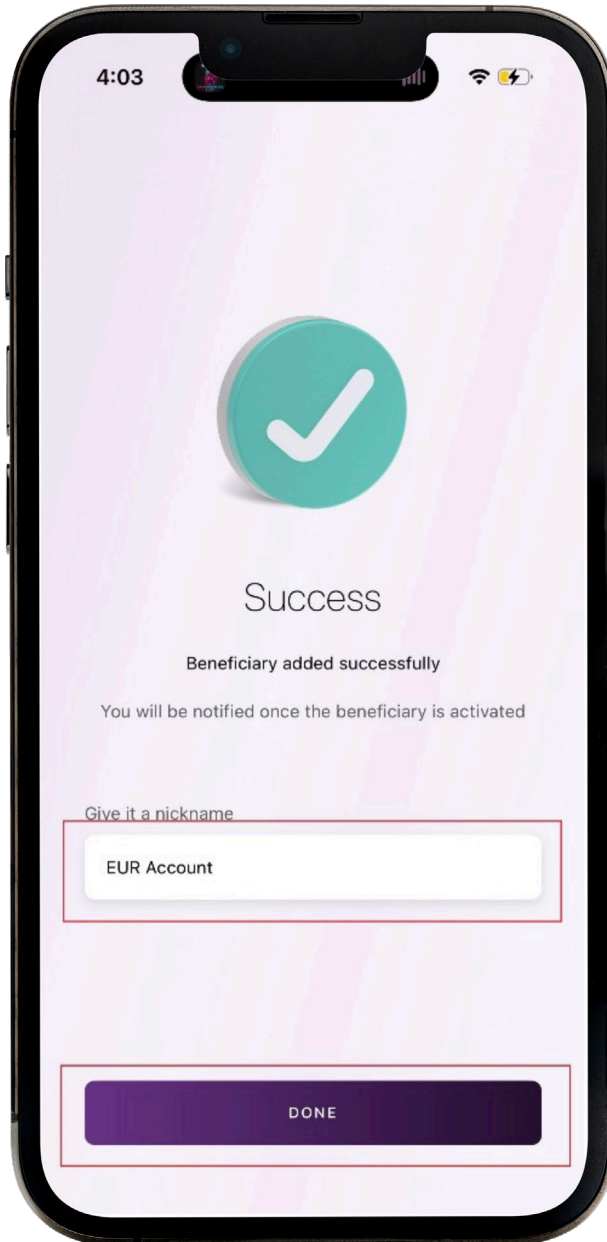 4:03
Success
Beneficiary added successfully
You will be notified once the beneficiary is activated
Give it a nickname
EUR Account
DONE